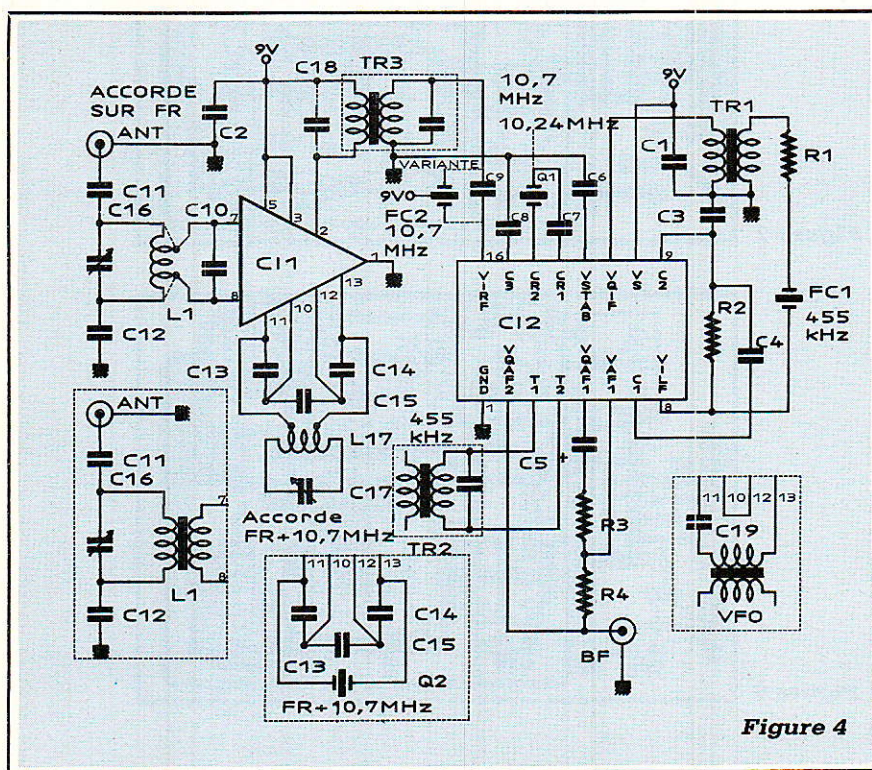 9V
TR3
C18
ACCORDE
SUR FR
ANT
C2
10,7
MHz
10,24MHz
9V
TR1
C1
R1
C11
C16
C10
7
5
3
2
VARIANTE
9V0
FC2
10,7
MHz
C9
C8
Q1
C7
C6
C3
CI1
1
13
12
10
11
8
L1
C12
16
9
VIRF
C3
CR2
CR1
VSTAB
VQIF
VS
C2
CI2
GND
VQAF2
T1
T2
VQAF1
VAF1
C1
VILF
1
8
R2
C4
FC1
455
kHz
C13
C14
C15
L17
C17
Accorde
FR+10,7MHz
455
kHz
TR2
C5
+
R3
R4
BF
ANT
C11
C16
7
L1
8
C12
11
10
12
13
C14
C15
C13
Q2
FR+10,7MHz
11
10
12
13
C19
VFO
Figure 4